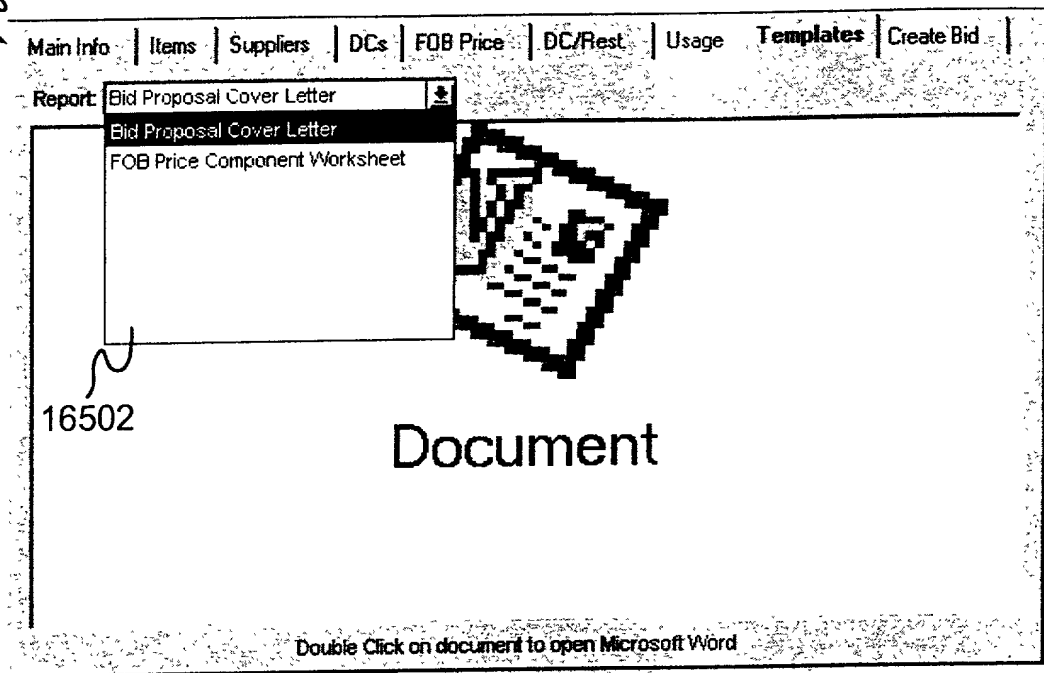 Main Info Items Suppliers DCs FOB Price DC/Rest. Usage Templates Create Bid
Report: Bid Proposal Cover Letter
Bid Proposal Cover Letter
FOB Price Component Worksheet
16502
Document
Double Click on document to open Microsoft Word